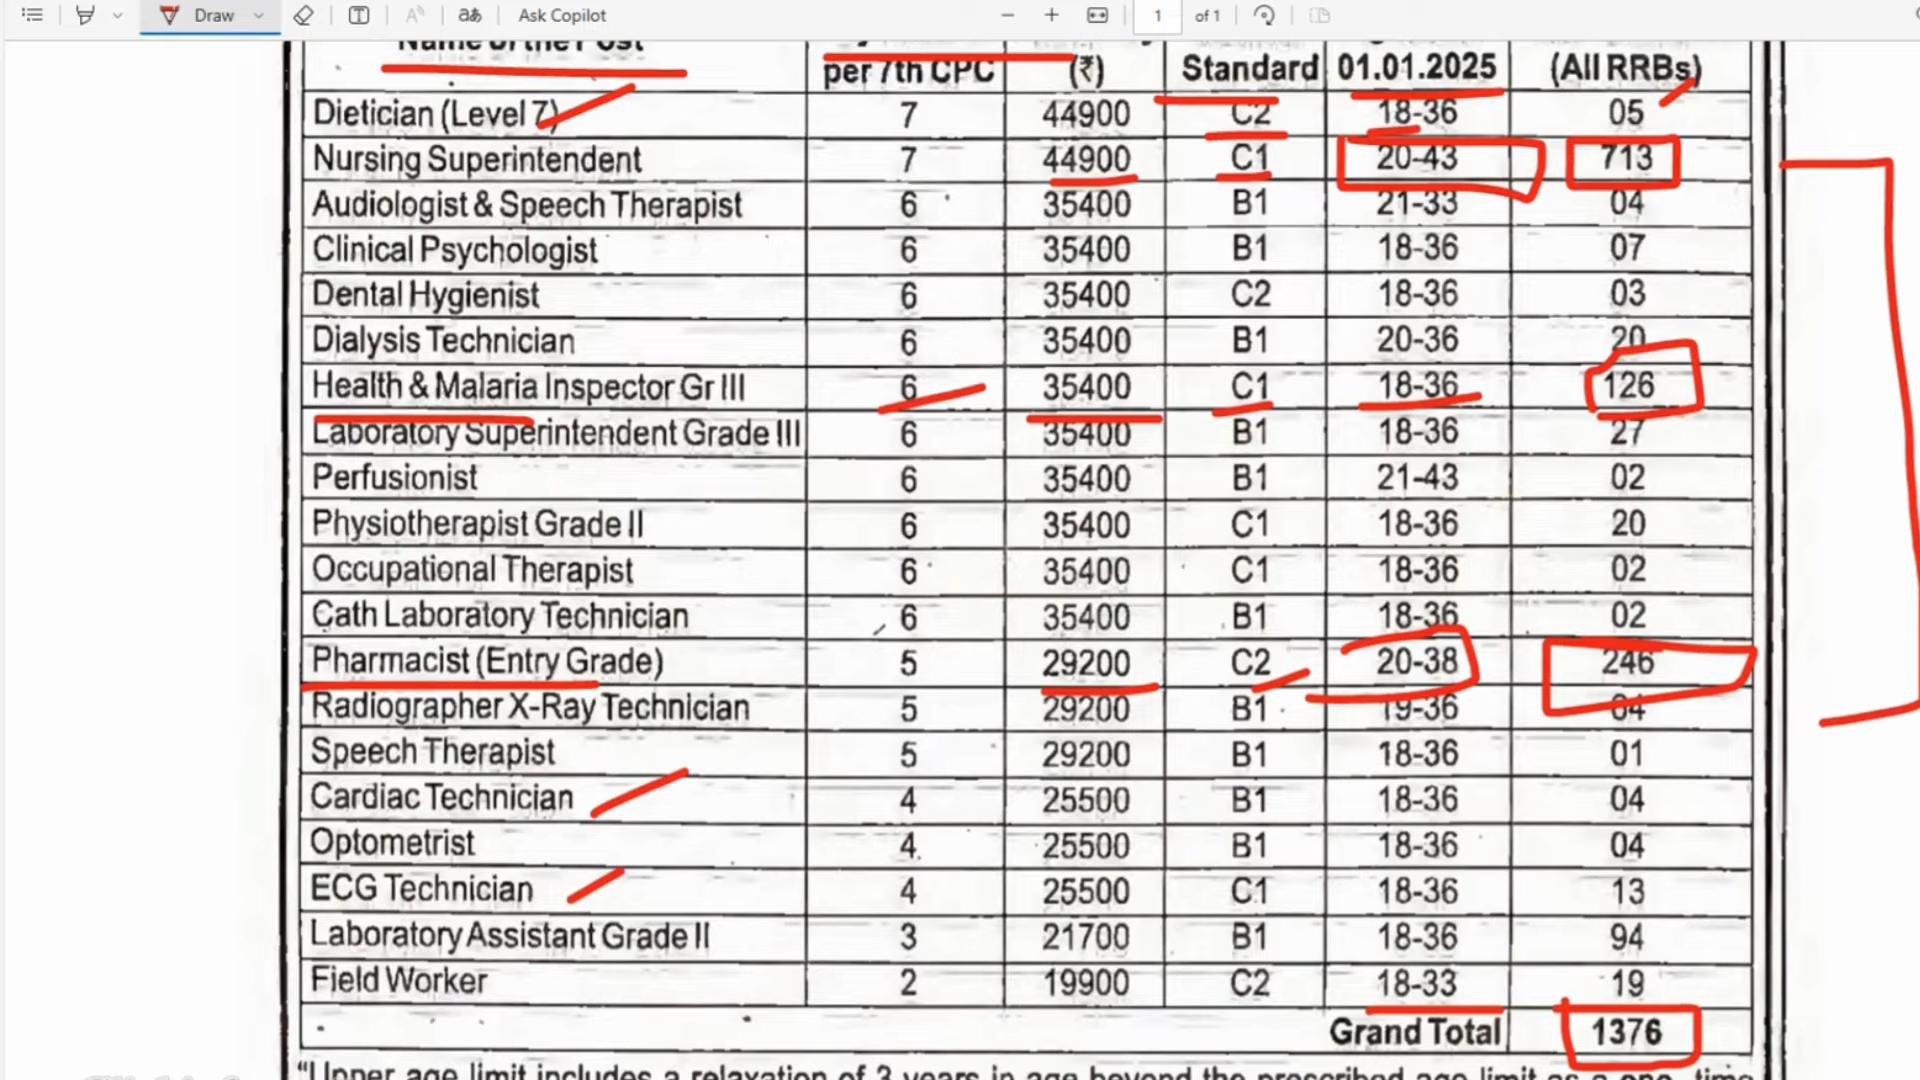 Draw
Ask Copilot
1 of 1
Name of the Post
per 7th CPC (₹) Standard 01.01.2025 (All RRBs)
Dietician (Level 7) 7 44900 C2 18-36 05
Nursing Superintendent 7 44900 C1 20-43 713
Audiologist & Speech Therapist 6 35400 B1 21-33 04
Clinical Psychologist 6 35400 B1 18-36 07
Dental Hygienist 6 35400 C2 18-36 03
Dialysis Technician 6 35400 B1 20-36 20
Health & Malaria Inspector Gr III 6 35400 C1 18-36 126
Laboratory Superintendent Grade III 6 35400 B1 18-36 27
Perfusionist 6 35400 B1 21-43 02
Physiotherapist Grade II 6 35400 C1 18-36 20
Occupational Therapist 6 35400 C1 18-36 02
Cath Laboratory Technician 6 35400 B1 18-36 02
Pharmacist (Entry Grade) 5 29200 C2 20-38 246
Radiographer X-Ray Technician 5 29200 B1 19-36 64
Speech Therapist 5 29200 B1 18-36 01
Cardiac Technician 4 25500 B1 18-36 04
Optometrist 4 25500 B1 18-36 04
ECG Technician 4 25500 C1 18-36 13
Laboratory Assistant Grade II 3 21700 B1 18-36 94
Field Worker 2 19900 C2 18-33 19
Grand Total 1376
"Upper age limit includes a relaxation of 3 years in age beyond the prescribed age limit as a one time